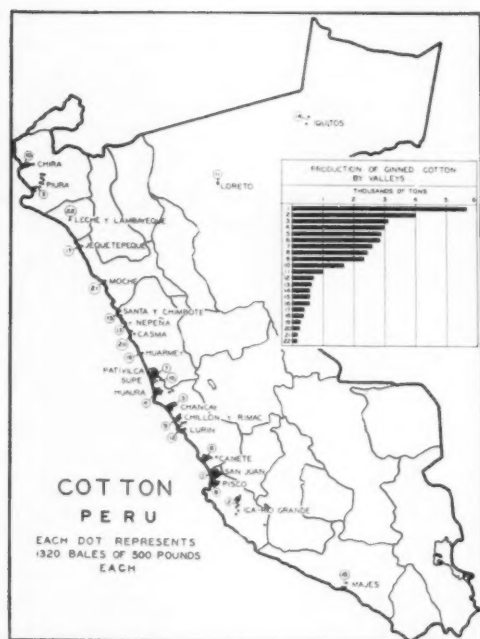 QUITOS
LORETO
PRODUCTION OF GINNED COTTON
BY VALLEYS
THOUSANDS OF TONS
1 2 3 4 5 6
CHIRA
PIURA
LECHE Y LAMBAYEQUE
JEQUETEPEQUE
MOCHE
SANTA Y CHIMBOTE
NEPEÑA
CASMA
HUARMEY
PATIVILCA
SUPE
HUAURA
CHANCAY
CHILLON Y RIMAC
LURIN
CAÑETE
SAN JUAN
PISCO
ICA-RIO GRANDE
MAJES
COTTON
PERU
EACH DOT REPRESENTS
1320 BALES OF 500 POUNDS
EACH